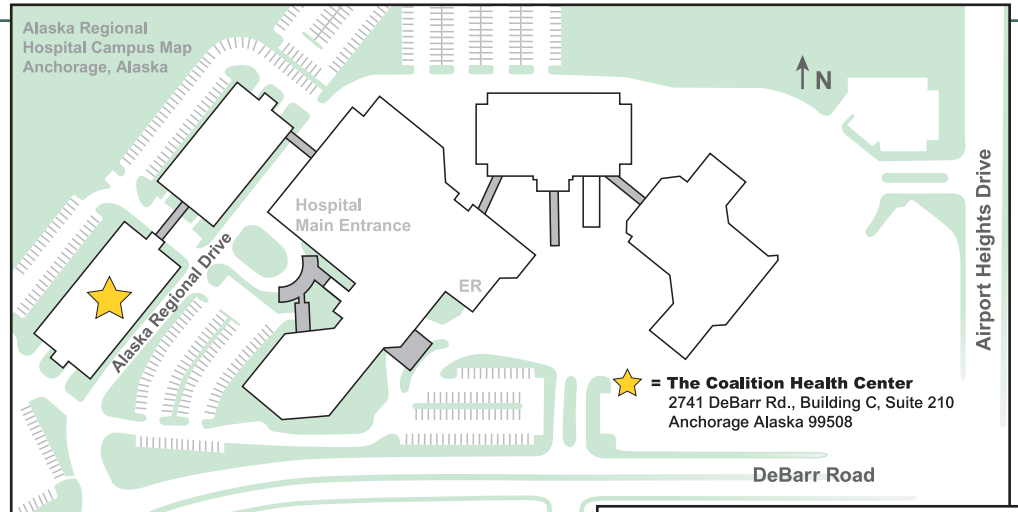 Alaska Regional
Hospital Campus Map
Anchorage, Alaska
N
Hospital
Main Entrance
ER
Alaska Regional Drive
Airport Heights Drive
= The Coalition Health Center
2741 DeBarr Rd., Building C, Suite 210
Anchorage Alaska 99508
DeBarr Road